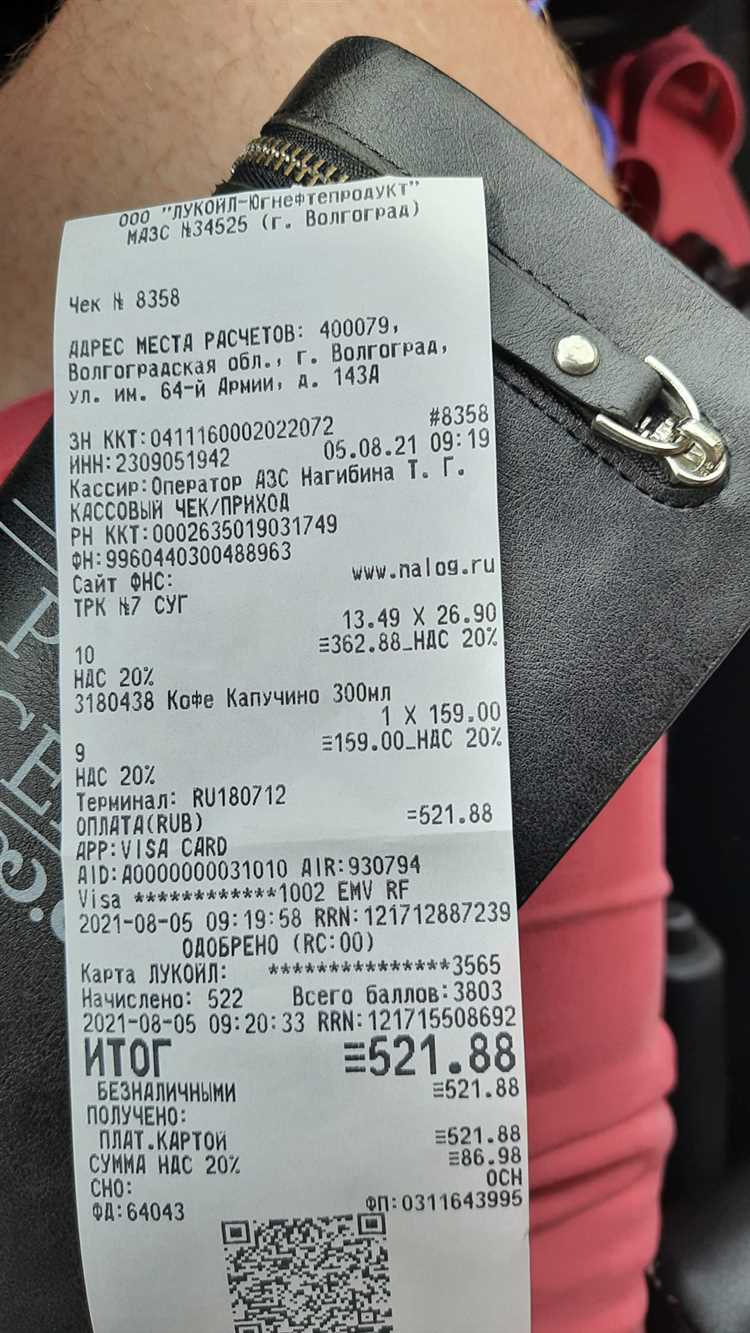 ООО "ЛУКОЙЛ-Югнефтепродукт"
МАЗС №34525 (г. Волгоград)
Чек № 8358
АДРЕС МЕСТА РАСЧЕТОВ: 400079,
Волгоградская обл., г. Волгоград,
ул. им. 64-й Армии, д. 143А
#8358
ЗН ККТ:0411160002022072
ИНН:2309051942 05.08.21 09:19
Кассир:Оператор АЗС Нагибина Т. Г.
КАССОВЫЙ ЧЕК/ПРИХОД
РН ККТ:0002635019031749
ФН:9960440300488963
Сайт ФНС: www.nalog.ru
ТРК №7 СУГ
13.49 X 26.90
10 ≡362.88_НДС 20%
НДС 20%
3180438 Кофе Капучино 300мл
1 X 159.00
9 ≡159.00_НДС 20%
НДС 20%
Терминал: RU180712
ОПЛАТА(RUB) =521.88
APP:VISA CARD
AID:A0000000031010 AIR:930794
Visa ************1002 EMV RF
2021-08-05 09:19:58 RRN:121712887239
ОДОБРЕНО (RC:00)
Карта ЛУКОЙЛ: ***************3565
Начислено: 522 Всего баллов:3803
2021-08-05 09:20:33 RRN:121715508692
ИТОГ ≡521.88
БЕЗНАЛИЧНЫМИ ≡521.88
ПОЛУЧЕНО:
ПЛАТ.КАРТОЙ ≡521.88
СУММА НДС 20% ≡86.98
СНО: ОСН
ФД:64043 ФП:0311643995